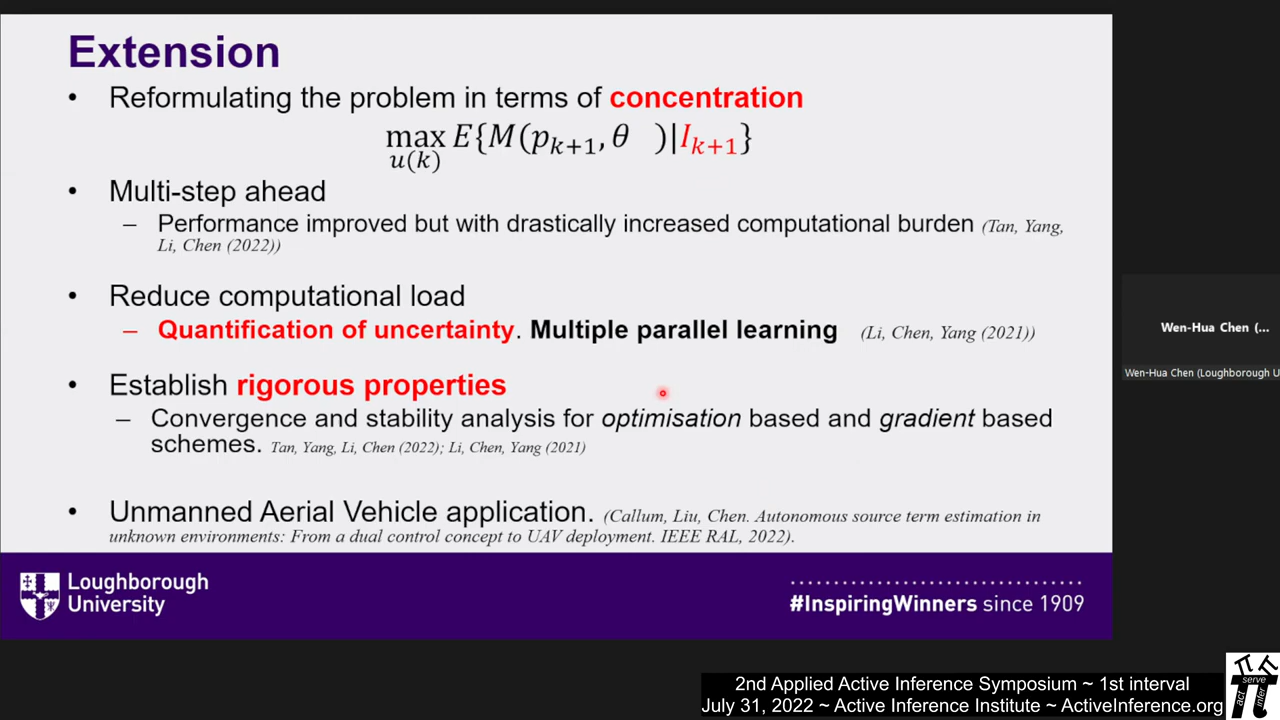 Extension
• Reformulating the problem in terms of concentration
max E{M(p_{k+1}, θ )|I_{k+1}}
u(k)
• Multi-step ahead
– Performance improved but with drastically increased computational burden (Tan, Yang,
Li, Chen (2022))
• Reduce computational load
– Quantification of uncertainty. Multiple parallel learning (Li, Chen, Yang (2021))
• Establish rigorous properties
– Convergence and stability analysis for optimisation based and gradient based
schemes. Tan, Yang, Li, Chen (2022); Li, Chen, Yang (2021)
• Unmanned Aerial Vehicle application. (Callum, Liu, Chen. Autonomous source term estimation in
unknown environments: From a dual control concept to UAV deployment. IEEE RAL, 2022).
Loughborough
University
#InspiringWinners since 1909
Wen-Hua Chen (...
Wen-Hua Chen (Loughborough U
2nd Applied Active Inference Symposium ~ 1st interval
July 31, 2022 ~ Active Inference Institute ~ ActiveInference.org
serve
act
infer